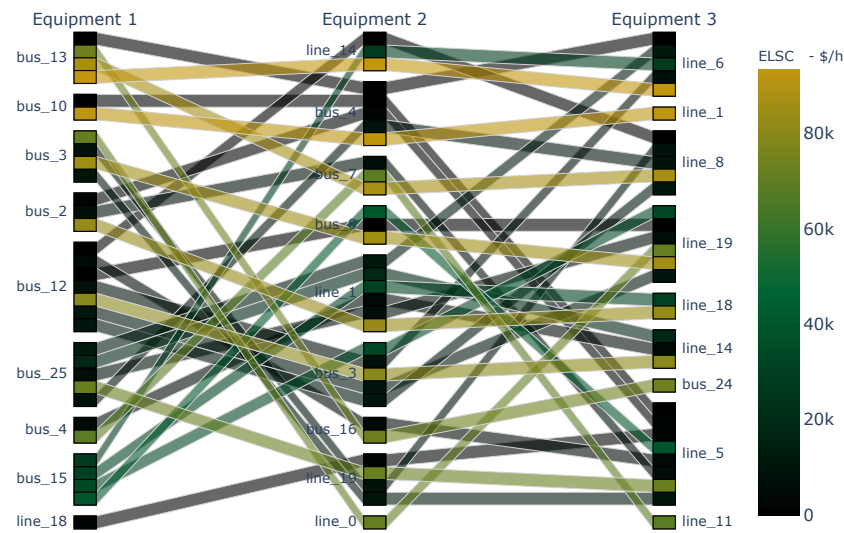 Equipment 1
Equipment 2
Equipment 3
bus_13
bus_10
bus_3
bus_2
bus_12
bus_25
bus_4
bus_15
line_18
line_14
bus_4
bus_7
line_1
bus_3
bus_16
line_19
line_0
line_6
line_1
line_8
line_19
line_18
line_14
bus_24
line_5
line_11
ELSC - $/h
80k
60k
40k
20k
0